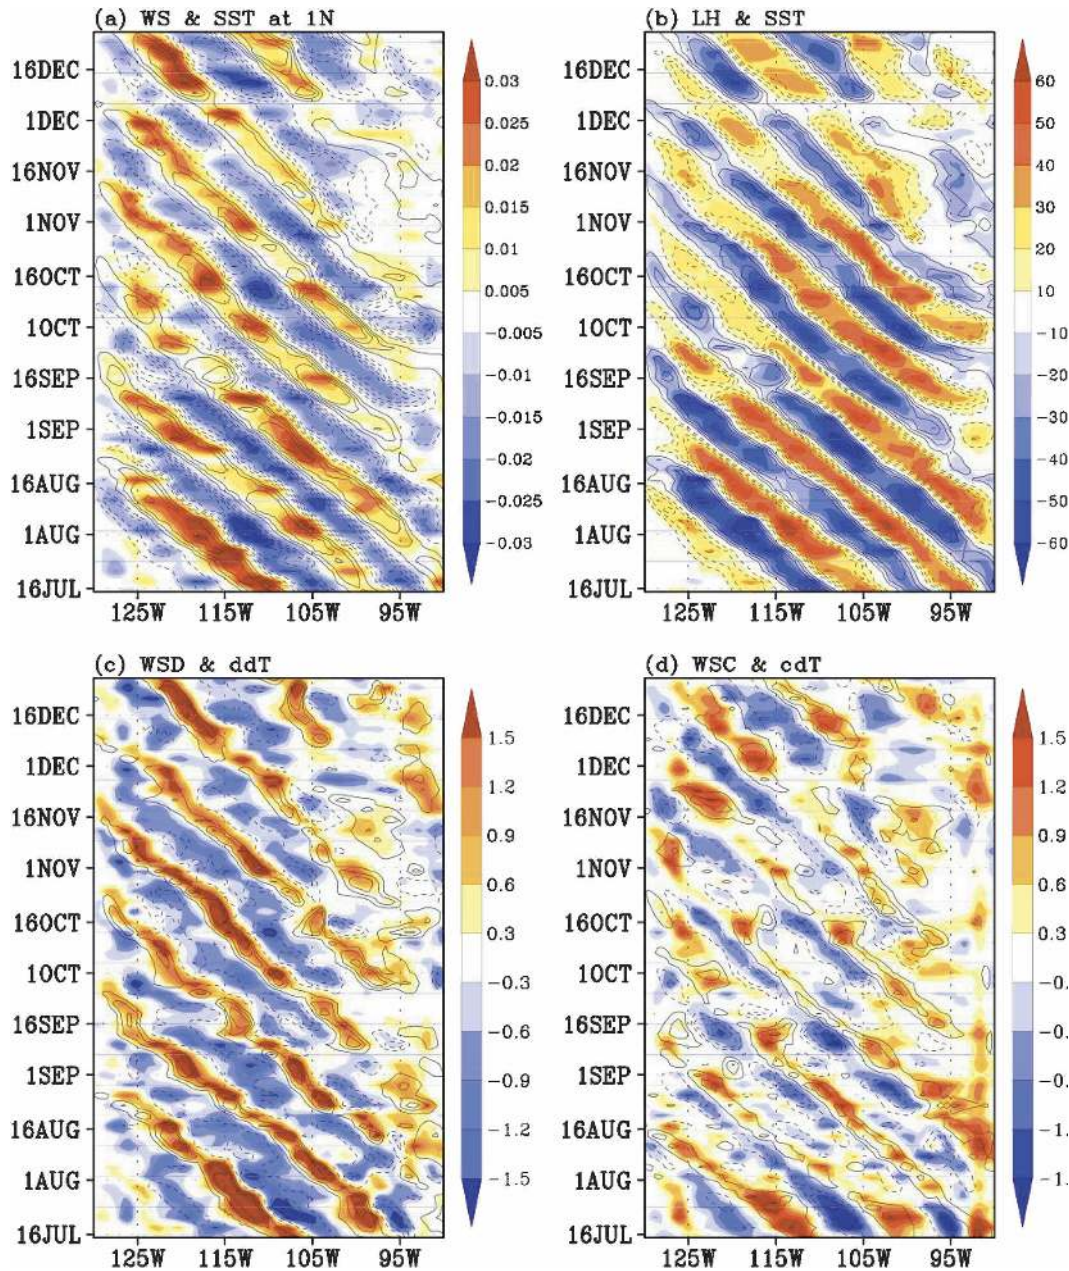 (a) WS & SST at 1N
16DEC
1DEC
16NOV
1NOV
16OCT
1OCT
16SEP
1SEP
16AUG
1AUG
16JUL
125W 115W 105W 95W
0.03
0.025
0.02
0.015
0.01
0.005
-0.005
-0.01
-0.015
-0.02
-0.025
-0.03
(b) LH & SST
16DEC
1DEC
16NOV
1NOV
16OCT
1OCT
16SEP
1SEP
16AUG
1AUG
16JUL
125W 115W 105W 95W
60
50
40
30
20
10
-10
-20
-30
-40
-50
-60
(c) WSD & ddT
16DEC
1DEC
16NOV
1NOV
16OCT
1OCT
16SEP
1SEP
16AUG
1AUG
16JUL
125W 115W 105W 95W
1.5
1.2
0.9
0.6
0.3
-0.3
-0.6
-0.9
-1.2
-1.5
(d) WSC & cdT
16DEC
1DEC
16NOV
1NOV
16OCT
1OCT
16SEP
1SEP
16AUG
1AUG
16JUL
125W 115W 105W 95W
1.5
1.2
0.9
0.6
0.3
-0.
-0.
-0.
-1.
-1.